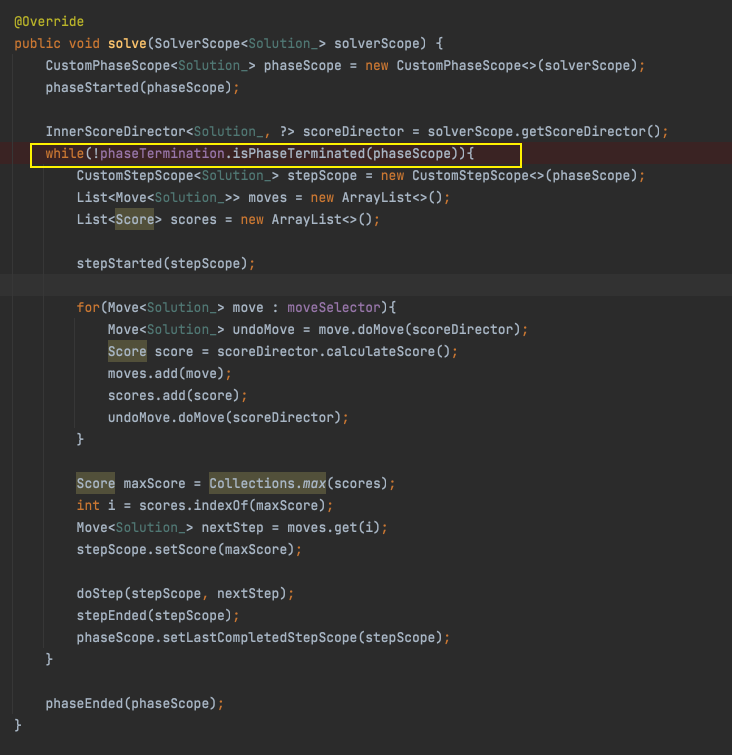 @Override
public void solve(SolverScope<Solution_> solverScope) {
CustomPhaseScope<Solution_> phaseScope = new CustomPhaseScope<>(solverScope);
phaseStarted(phaseScope);
InnerScoreDirector<Solution_, ?> scoreDirector = solverScope.getScoreDirector();
while(!phaseTermination.isPhaseTerminated(phaseScope)){
CustomStepScope<Solution_> stepScope = new CustomStepScope<>(phaseScope);
List<Move<Solution_>> moves = new ArrayList<>();
List<Score> scores = new ArrayList<>();
stepStarted(stepScope);
for(Move<Solution_> move : moveSelector){
Move<Solution_> undoMove = move.doMove(scoreDirector);
Score score = scoreDirector.calculateScore();
moves.add(move);
scores.add(score);
undoMove.doMove(scoreDirector);
}
Score maxScore = Collections.max(scores);
int i = scores.indexOf(maxScore);
Move<Solution_> nextStep = moves.get(i);
stepScope.setScore(maxScore);
doStep(stepScope, nextStep);
stepEnded(stepScope);
phaseScope.setLastCompletedStepScope(stepScope);
}
phaseEnded(phaseScope);
}